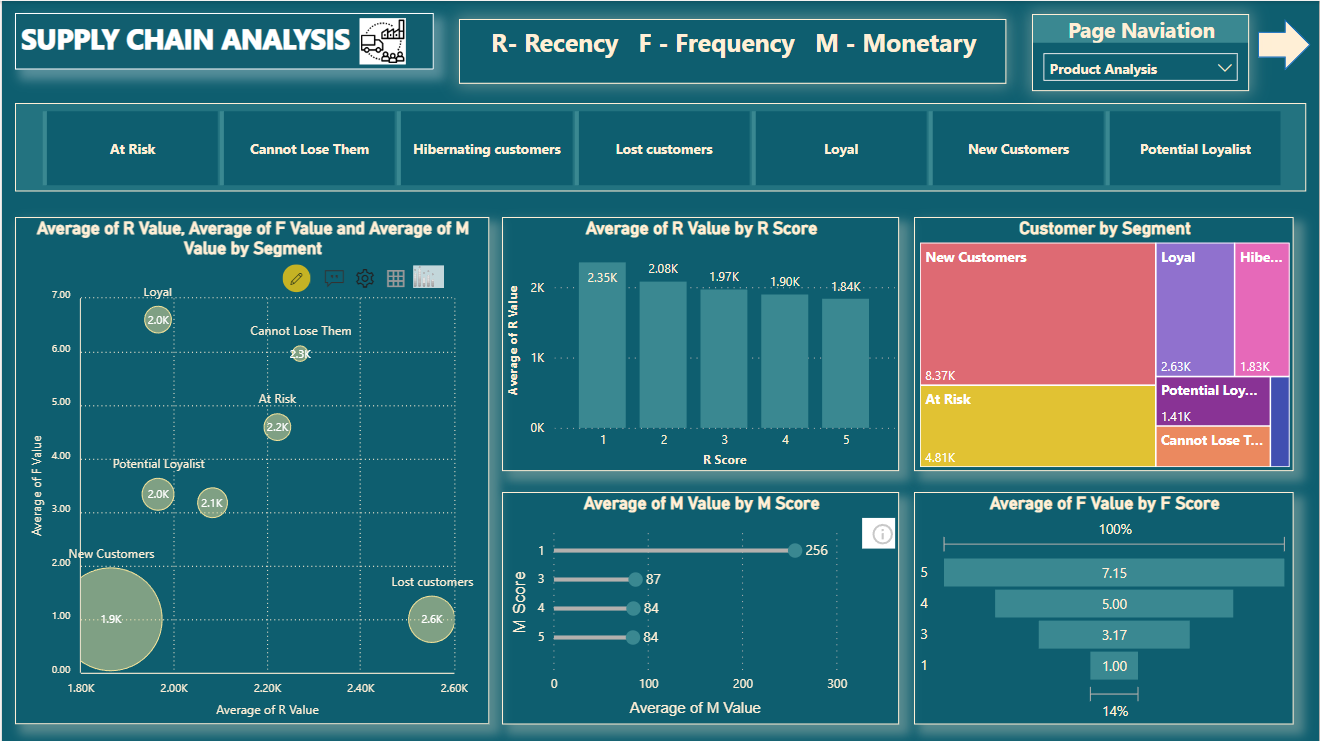 SUPPLY CHAIN ANALYSIS
R- Recency F - Frequency M - Monetary
Page Naviation
Product Analysis
At Risk
Cannot Lose Them
Hibernating customers
Lost customers
Loyal
New Customers
Potential Loyalist
Average of R Value, Average of F Value and Average of M
Value by Segment
Average of F Value
7.00
6.00
5.00
4.00
3.00
2.00
1.00
0.00
Loyal
2.0K
Cannot Lose Them
2.3K
At Risk
2.2K
Potential Loyalist
2.0K
2.1K
New Customers
1.9K
Lost customers
2.6K
1.80K 2.00K 2.20K 2.40K 2.60K
Average of R Value
Average of R Value by R Score
Average of R Value
2K
1K
0K
2.35K
2.08K
1.97K
1.90K
1.84K
1 2 3 4 5
R Score
Customer by Segment
New Customers
8.37K
At Risk
4.81K
Loyal
2.63K
Hibe...
1.83K
Potential Loy...
1.41K
Cannot Lose T...
Average of M Value by M Score
M Score
1 256
3 87
4 84
5 84
0 100 200 300
Average of M Value
Average of F Value by F Score
100%
5 7.15
4 5.00
3 3.17
1 1.00
14%